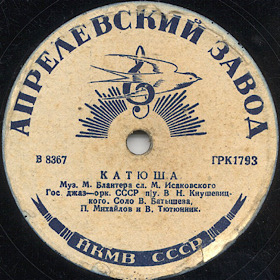 АПРЕЛЕВСКИЙ ЗАВОД
В 8367
ГРК1793
КАТЮША
Муз. М. Блантера сл. М. Исаковского
Гос. джаз—орк. СССР п/у. В Н. Кнушевиц-
кого. Соло В. Батышева,
П. Михайлов и В. Тютюнник.
НКМВ СССР